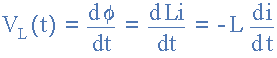 V_L(t) = dϕ/dt = dLi/dt = -L di/dt